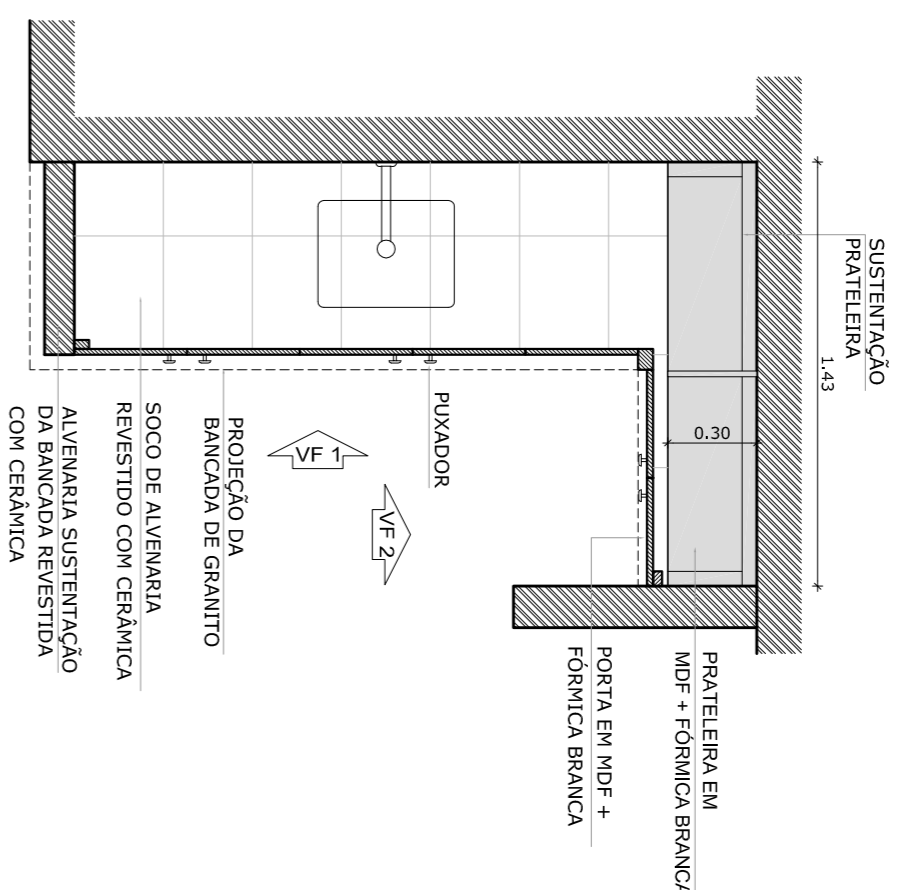 SUSTENTAÇÃO
PRATELEIRA
1.43
0.30
PUXADOR
VF 1
VF 2
PROJEÇÃO DA
BANCADA DE GRANITO
SOCO DE ALVENARIA
REVESTIDO COM CERÂMICA
ALVENARIA SUSTENTAÇÃO
DA BANCADA REVESTIDA
COM CERÂMICA
PRATELEIRA EM
MDF + FÓRMICA BRANCA
PORTA EM MDF +
FÓRMICA BRANCA